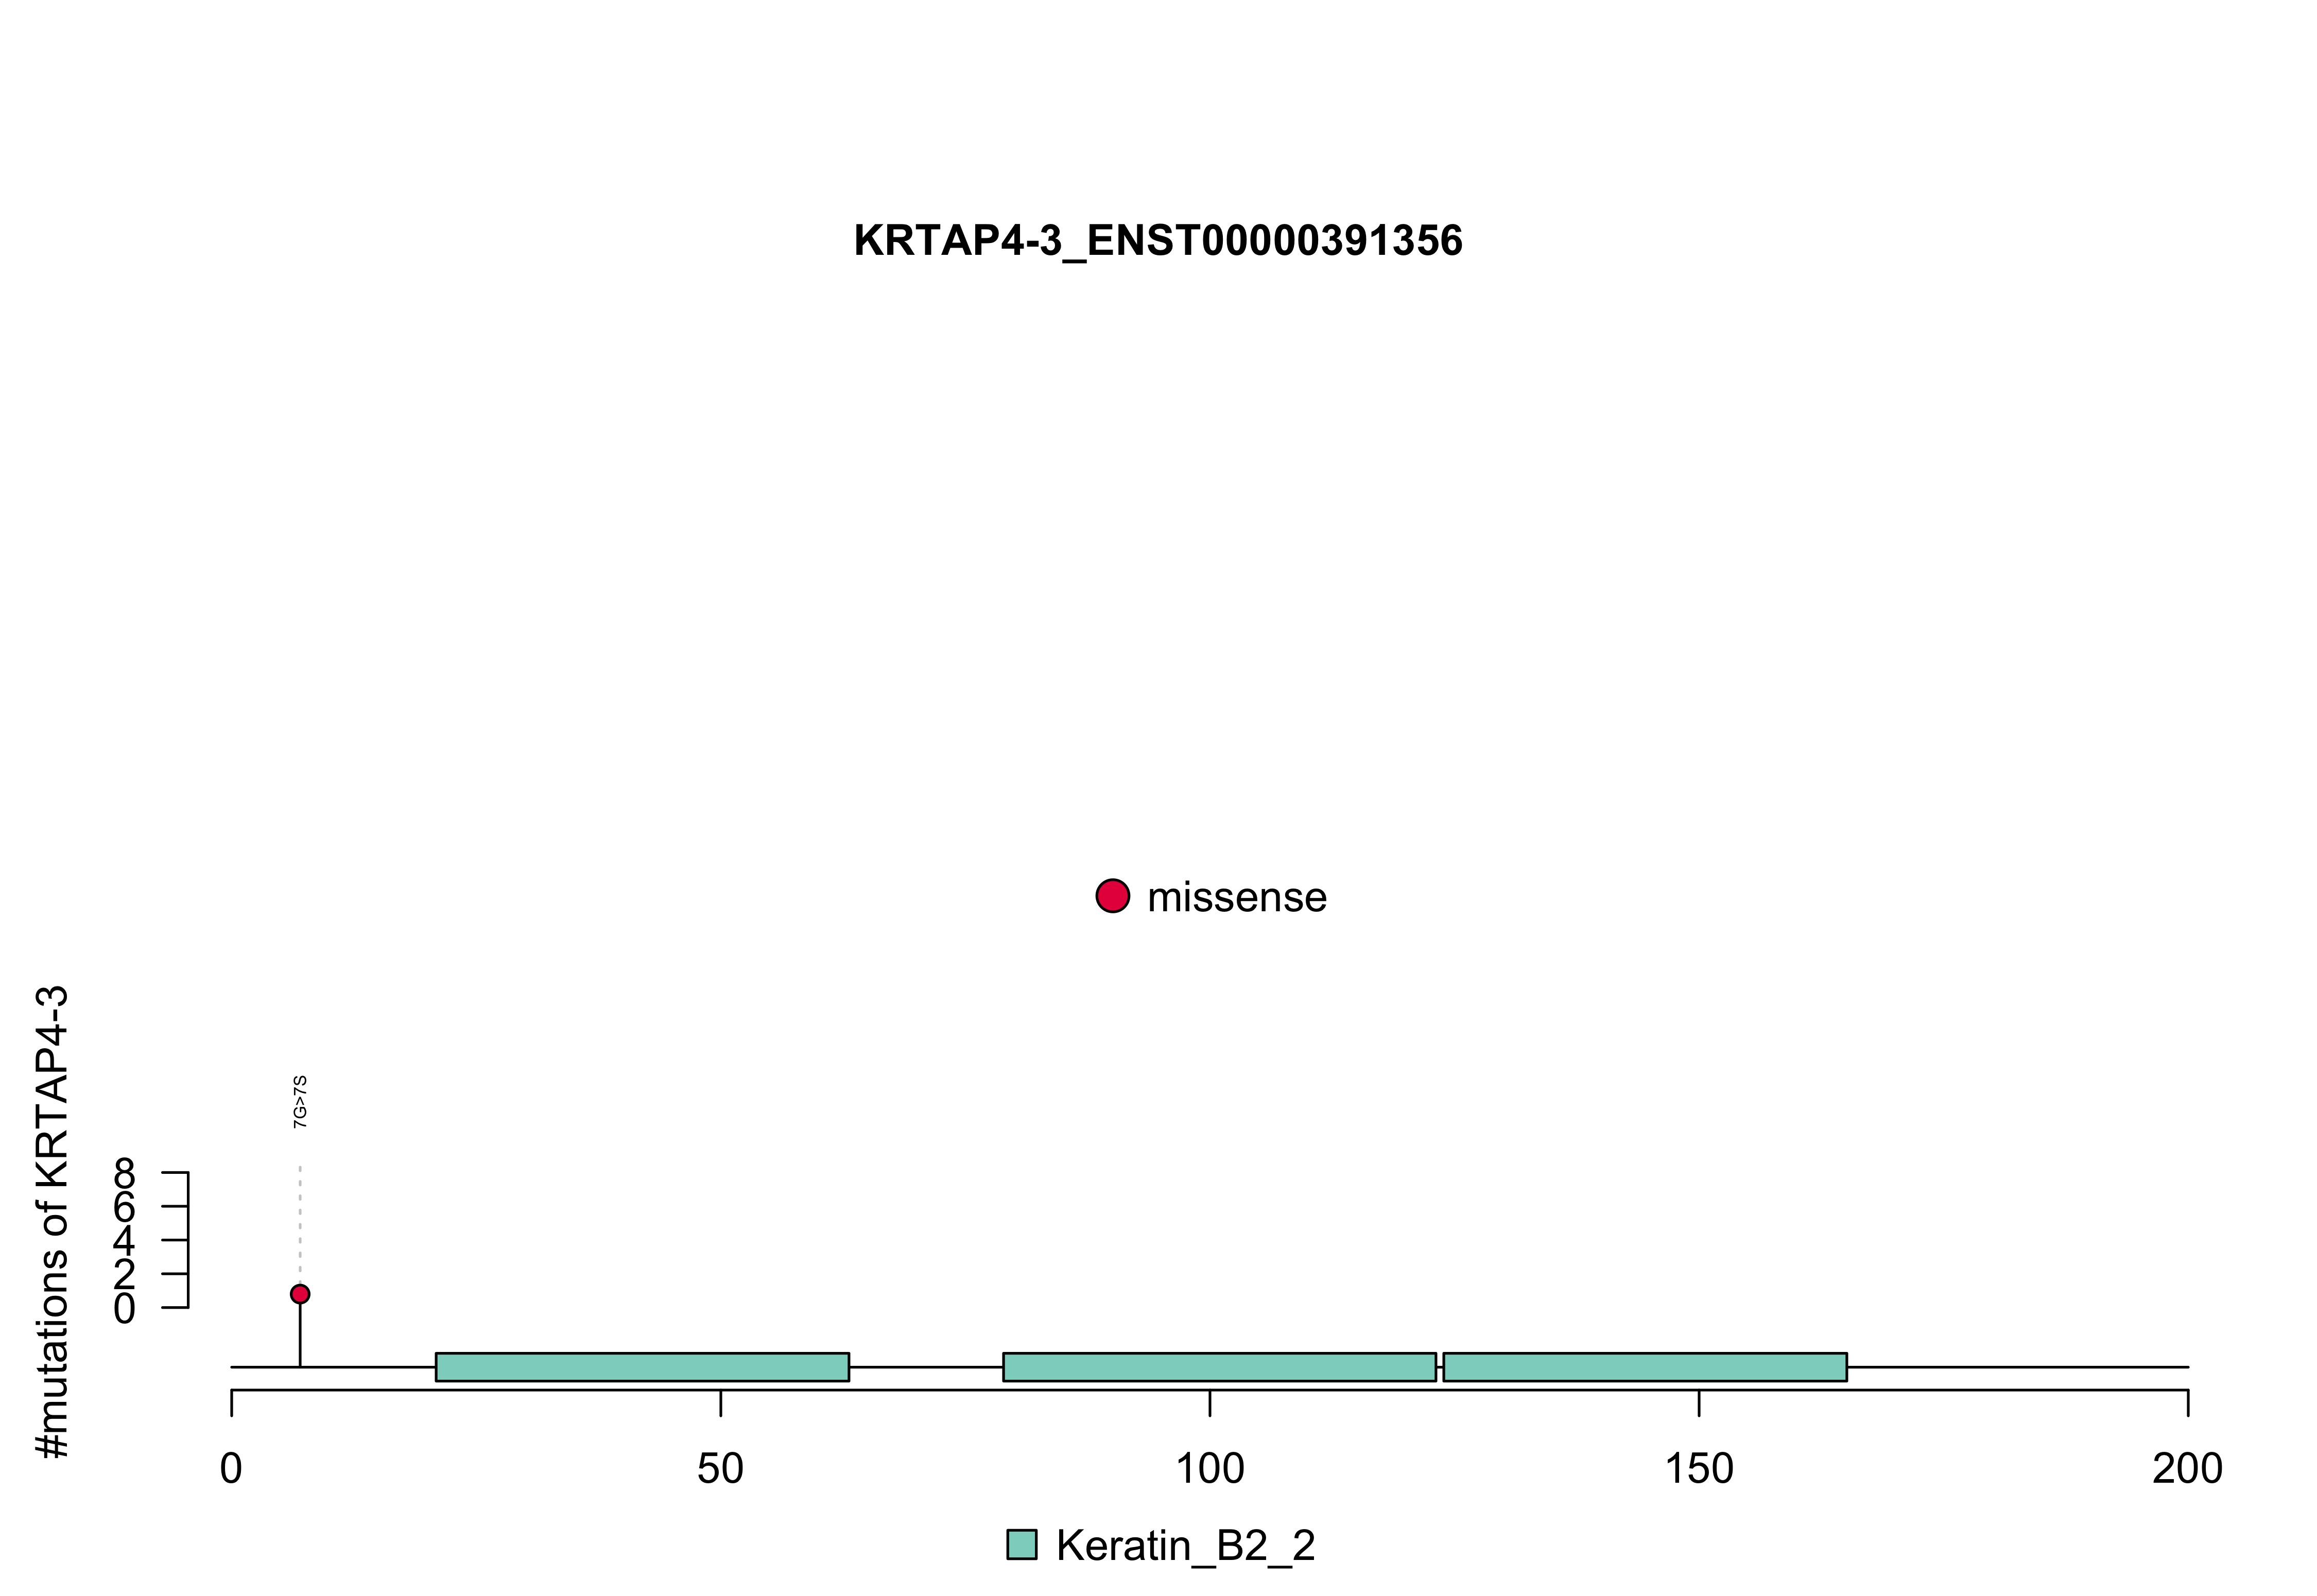 KRTAP4-3_ENST00000391356
missense
#mutations of KRTAP4-3
7G>7S
8
6
4
2
0
0 50 100 150 200
Keratin_B2_2